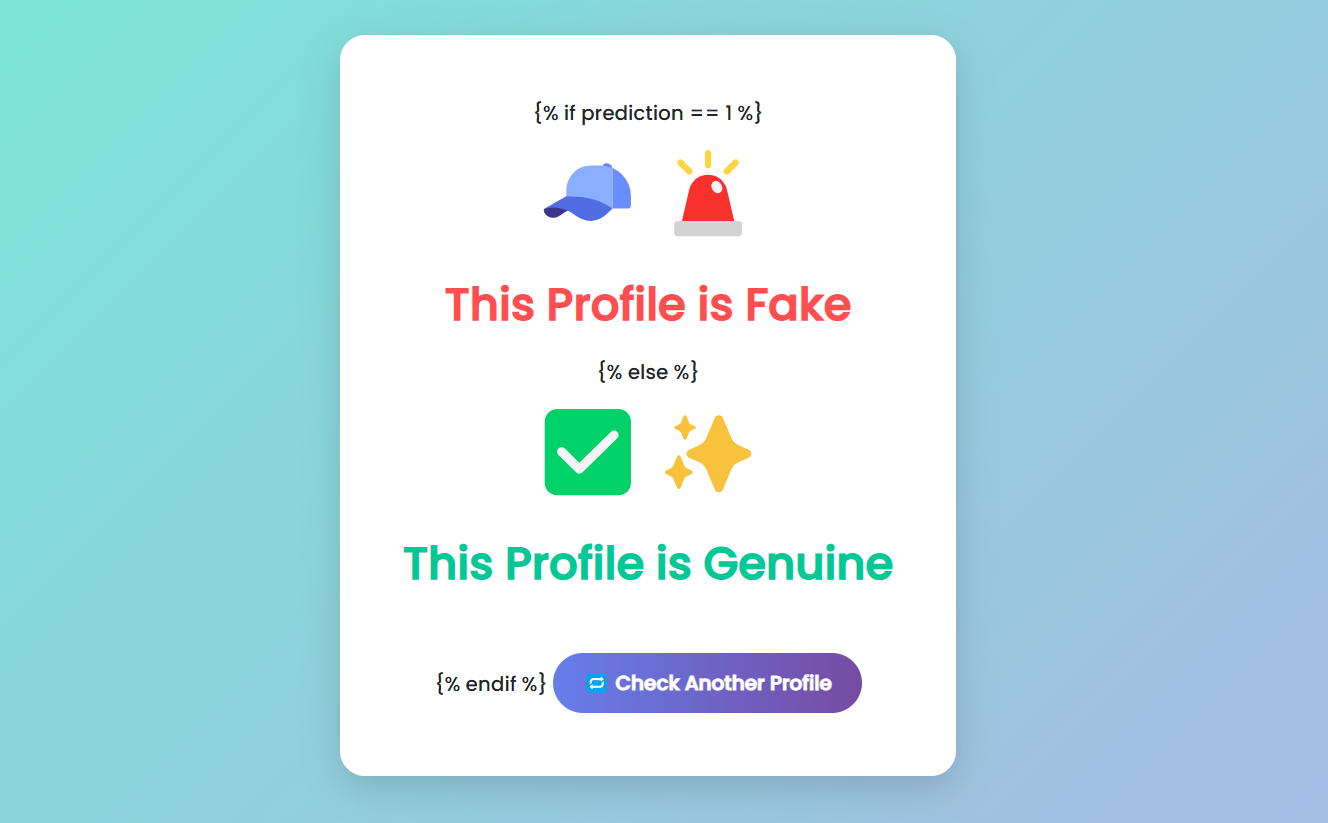 {% if prediction == 1 %}
This Profile is Fake
{% else %}
This Profile is Genuine
{% endif %} Check Another Profile